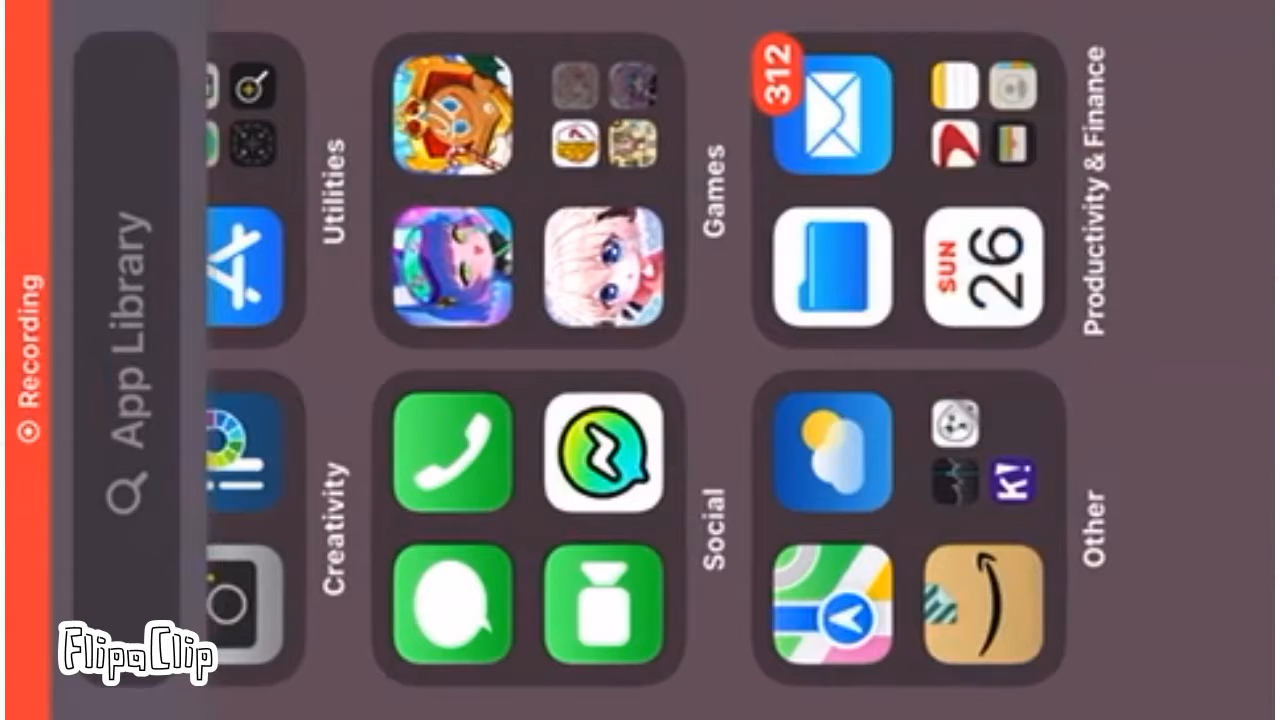 Recording
App Library
Creativity
Utilities
Social
Games
312
SUN
26
K!
Other
Productivity & Finance
FlipaClip